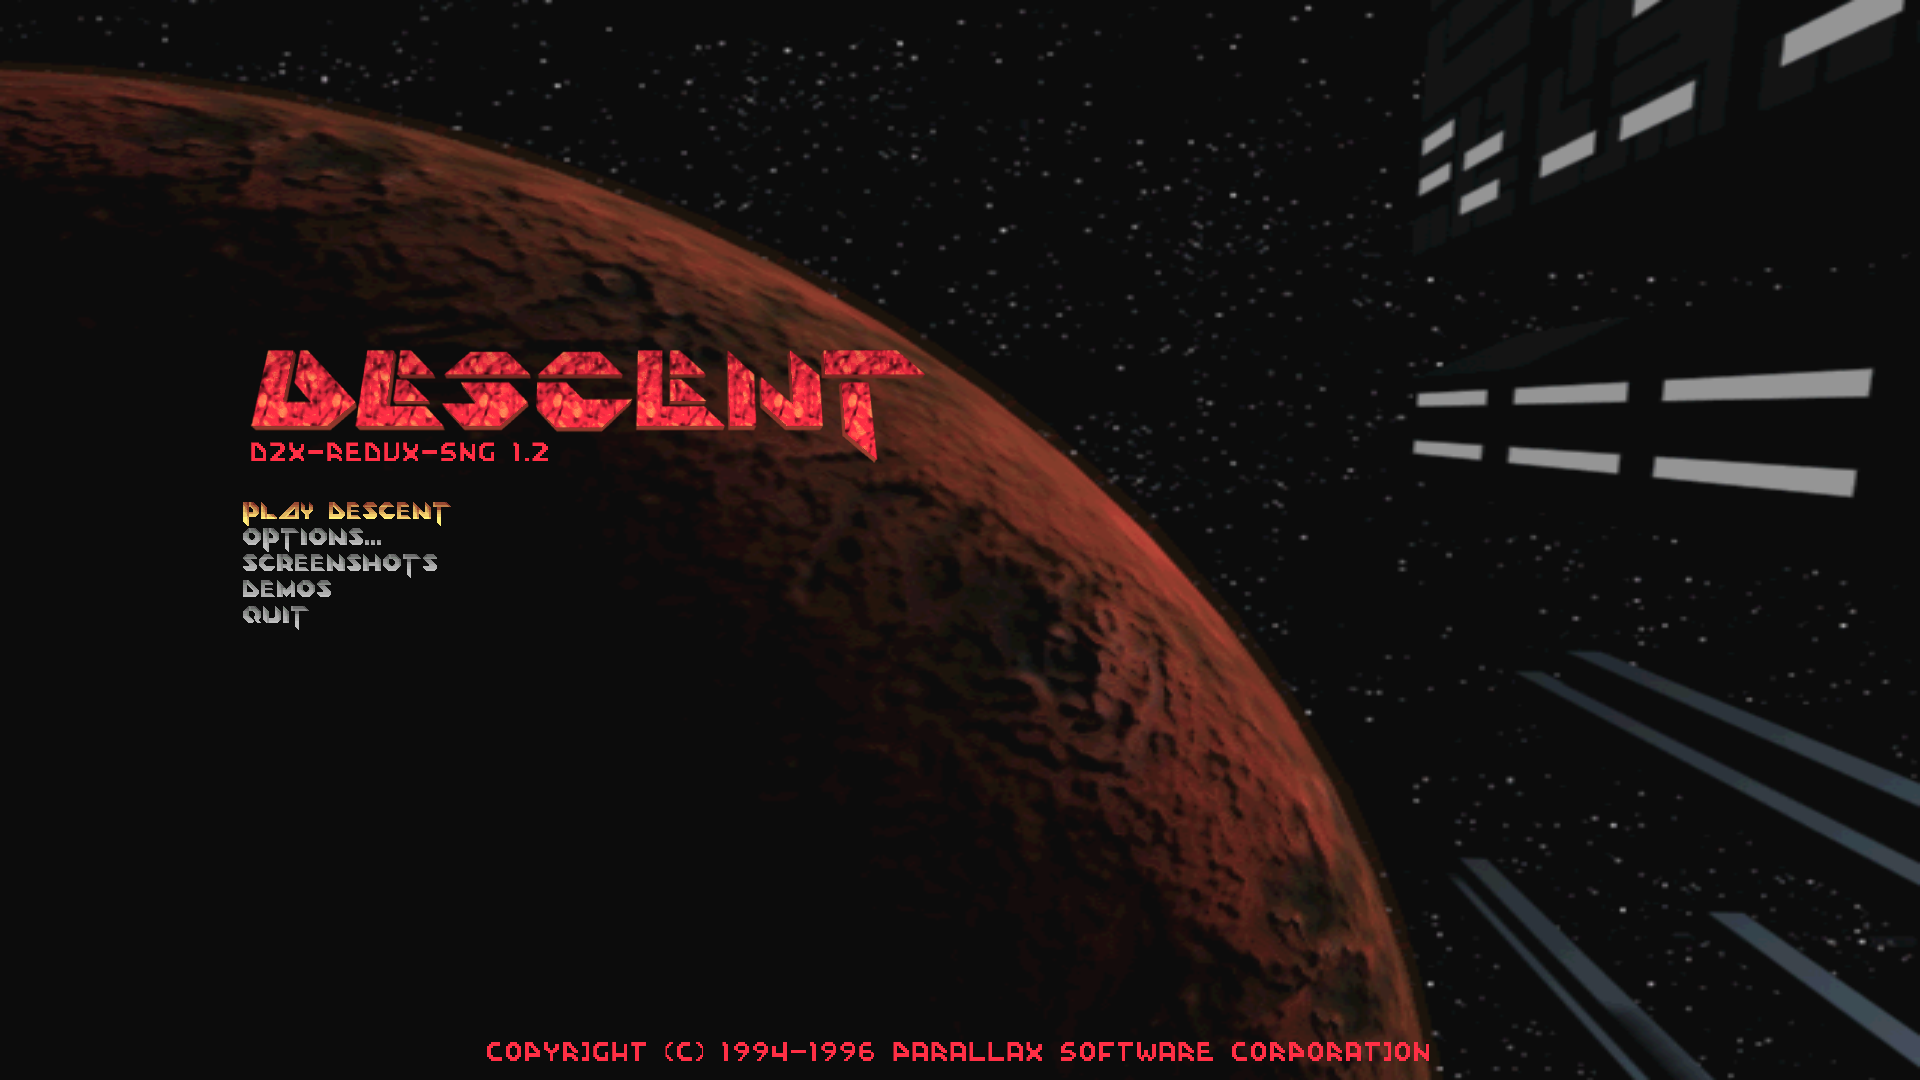 DESCENT
D2X-REDUX-SNG 1.2
PLAY DESCENT
OPTIONS...
SCREENSHOTS
DEMOS
QUIT
COPYRIGHT (C) 1994-1996 PARALLAX SOFTWARE CORPORATION